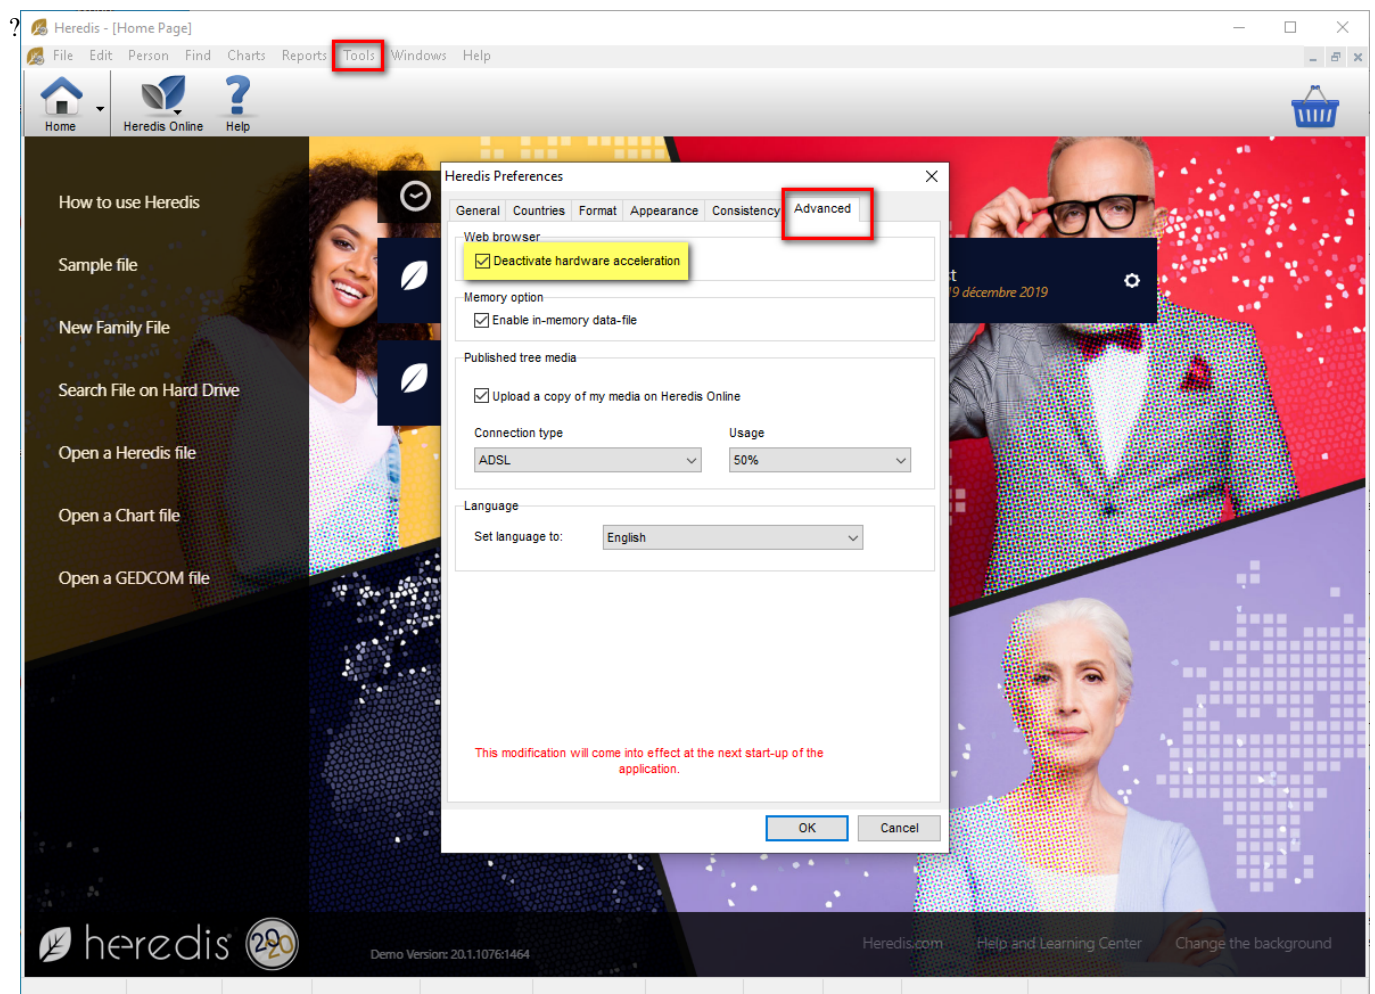 ?
Heredis - [Home Page]
File Edit Person Find Charts Reports Tools Windows Help
Home Heredis Online Help
How to use Heredis
Sample file
New Family File
Search File on Hard Drive
Open a Heredis file
Open a Chart file
Open a GEDCOM file
Heredis Preferences
General Countries Format Appearance Consistency Advanced
Web browser
Deactivate hardware acceleration
Memory option
Enable in-memory data-file
Published tree media
Upload a copy of my media on Heredis Online
Connection type Usage
ADSL 50%
Language
Set language to: English
This modification will come into effect at the next start-up of the
application.
OK Cancel
9 décembre 2019
heredis 2020
Demo Version: 20.1.1076:1464
Heredis.com Help and Learning Center Change the background